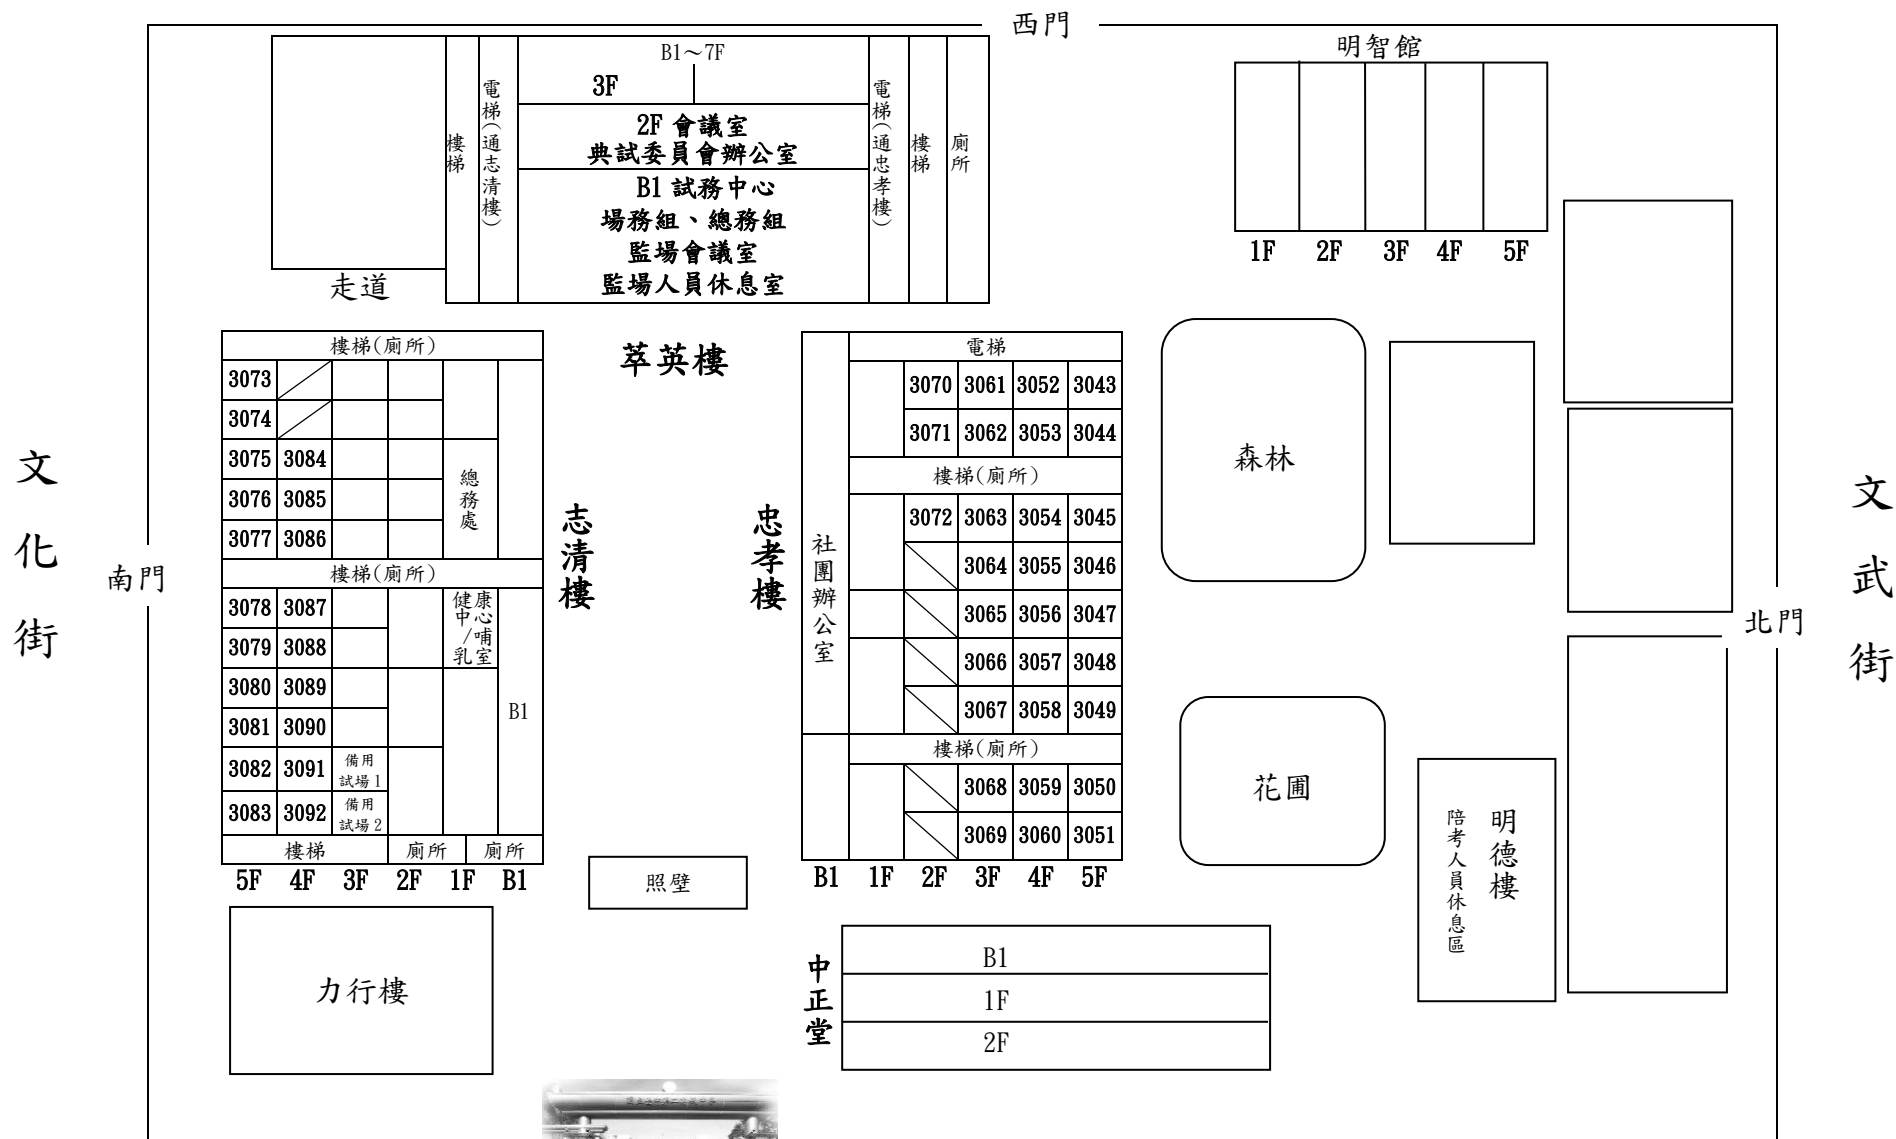 西門
B1～7F
3F
2F 會議室
典試委員會辦公室
B1 試務中心
場務組、總務組
監場會議室
監場人員休息室
樓梯
電梯(通志清樓)
電梯(通忠孝樓)
樓梯
廁所
走道
明智館
1F 2F 3F 4F 5F
萃英樓
文化街
南門
樓梯(廁所)
3073
3074
3075 3084
3076 3085
3077 3086
總務處
樓梯(廁所)
3078 3087
3079 3088
3080 3089
3081 3090
3082 3091 備用試場1
3083 3092 備用試場2
健康中心/哺乳室
B1
樓梯 廁所 廁所
5F 4F 3F 2F 1F B1
志清樓
忠孝樓
社團辦公室
電梯
3070 3061 3052 3043
3071 3062 3053 3044
樓梯(廁所)
3072 3063 3054 3045
3064 3055 3046
3065 3056 3047
3066 3057 3048
3067 3058 3049
樓梯(廁所)
3068 3059 3050
3069 3060 3051
B1 1F 2F 3F 4F 5F
森林
花圃
文武街
北門
明德樓
陪考人員休息區
照壁
力行樓
中正堂
B1
1F
2F